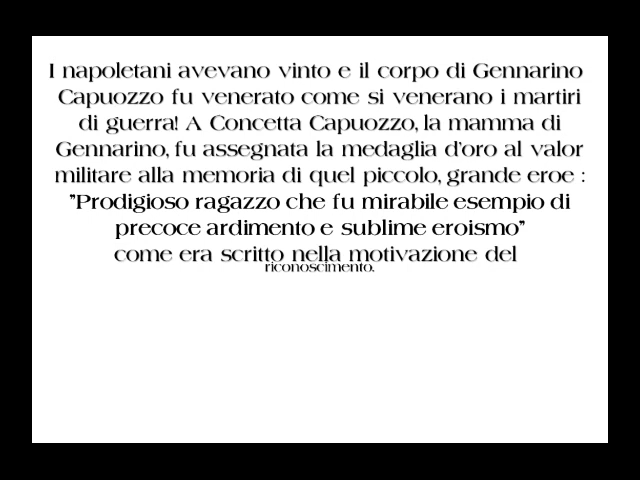 I napoletani avevano vinto e il corpo di Gennarino
Capuozzo fu venerato come si venerano i martiri
di guerra! A Concetta Capuozzo, la mamma di
Gennarino, fu assegnata la medaglia d'oro al valor
militare alla memoria di quel piccolo, grande eroe :
"Prodigioso ragazzo che fu mirabile esempio di
precoce ardimento e sublime eroismo"
come era scritto nella motivazione del
riconoscimento.